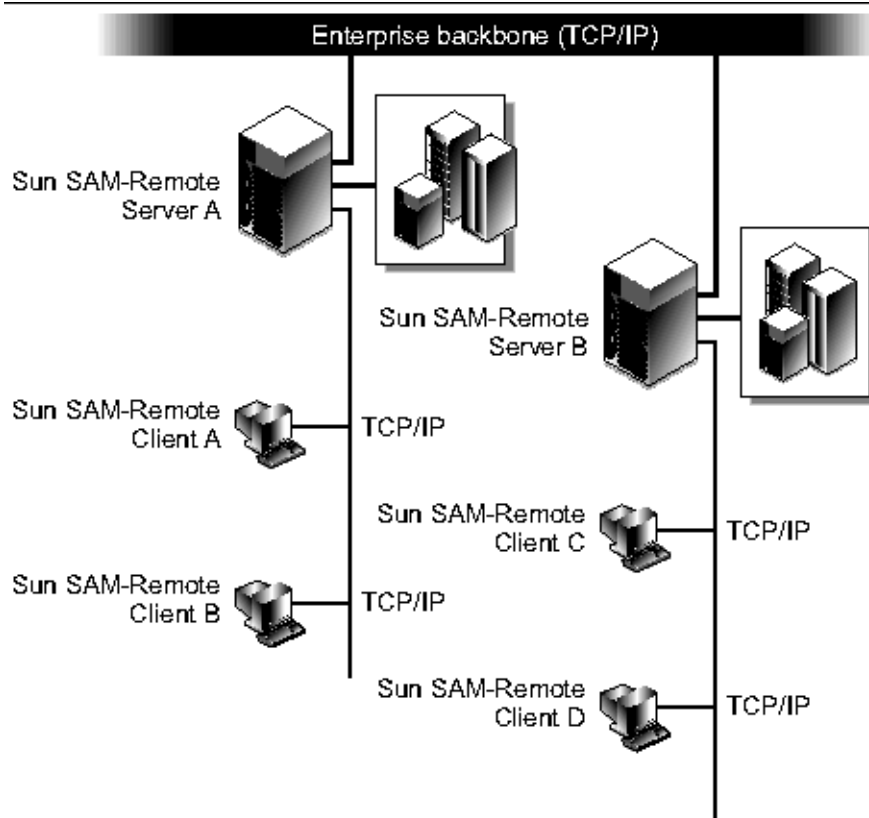 Enterprise backbone (TCP/IP)
Sun SAM-Remote
Server A
Sun SAM-Remote
Server B
Sun SAM-Remote
Client A
TCP/IP
Sun SAM-Remote
Client C
TCP/IP
Sun SAM-Remote
Client B
TCP/IP
Sun SAM-Remote
Client D
TCP/IP